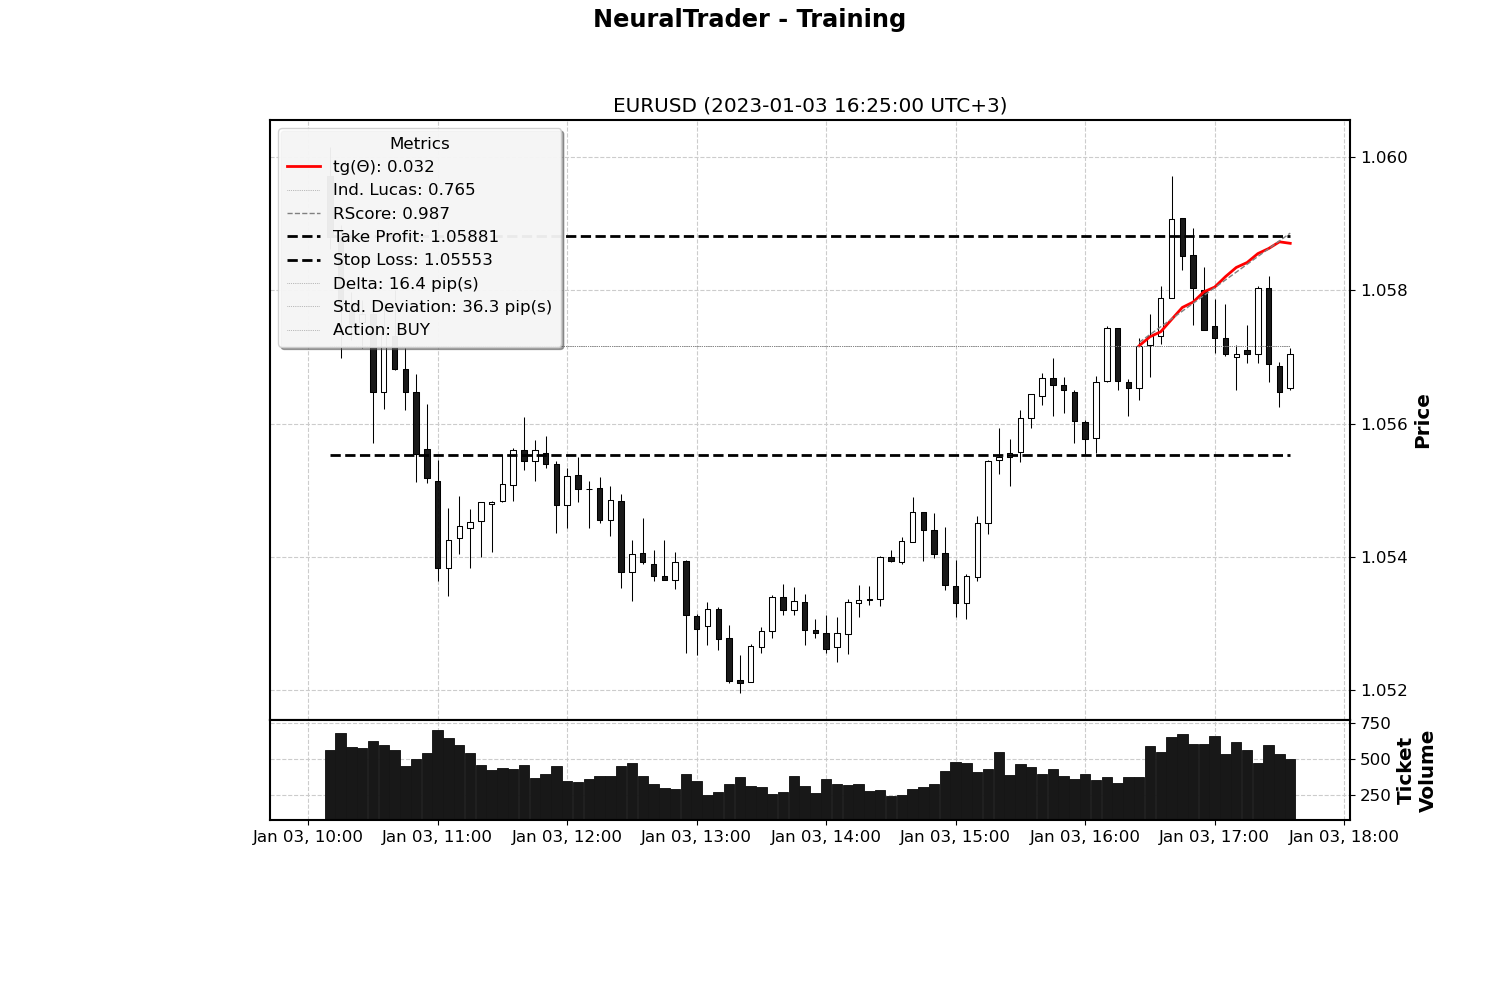 NeuralTrader - Training
EURUSD (2023-01-03 16:25:00 UTC+3)
Metrics
tg(Θ): 0.032
Ind. Lucas: 0.765
RScore: 0.987
Take Profit: 1.05881
Stop Loss: 1.05553
Delta: 16.4 pip(s)
Std. Deviation: 36.3 pip(s)
Action: BUY
1.060
1.058
1.056
1.054
1.052
Price
750
500
250
Ticket
Volume
Jan 03, 10:00
Jan 03, 11:00
Jan 03, 12:00
Jan 03, 13:00
Jan 03, 14:00
Jan 03, 15:00
Jan 03, 16:00
Jan 03, 17:00
Jan 03, 18:00